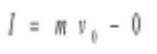 I = m v₀ − 0